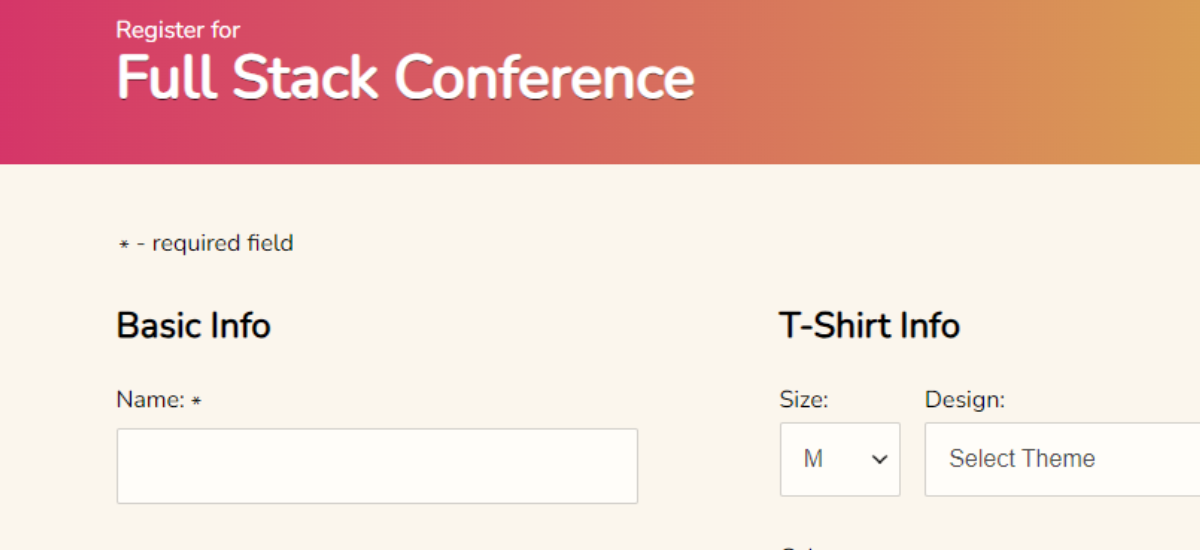 Register for
Full Stack Conference
* - required field
Basic Info
T-Shirt Info
Name: *
Size:
Design:
M
Select Theme